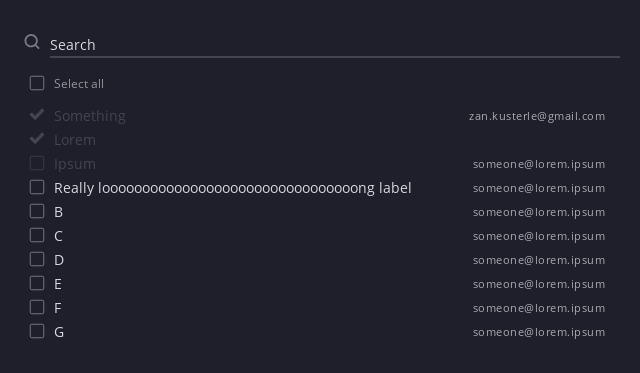 Search
Select all
Something zan.kusterle@gmail.com
Lorem
Ipsum someone@lorem.ipsum
Really looooooooooooooooooooooooooooooooong label someone@lorem.ipsum
B someone@lorem.ipsum
C someone@lorem.ipsum
D someone@lorem.ipsum
E someone@lorem.ipsum
F someone@lorem.ipsum
G someone@lorem.ipsum